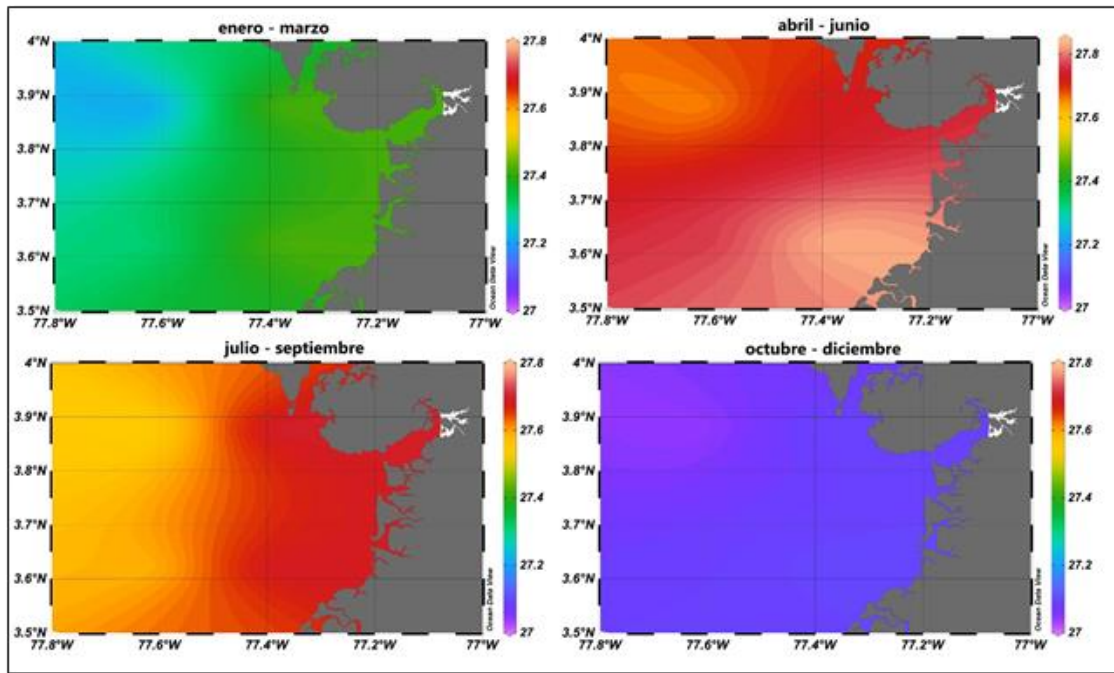 enero - marzo
4°N
3.9°N
3.8°N
3.7°N
3.6°N
3.5°N
77.8°W 77.6°W 77.4°W 77.2°W 77°W
27.8
27.6
27.4
27.2
27
Ocean Data View
abril - junio
4°N
3.9°N
3.8°N
3.7°N
3.6°N
3.5°N
77.8°W 77.6°W 77.4°W 77.2°W 77°W
27.8
27.6
27.4
27.2
27
Ocean Data View
julio - septiembre
4°N
3.9°N
3.8°N
3.7°N
3.6°N
3.5°N
77.8°W 77.6°W 77.4°W 77.2°W 77°W
27.8
27.6
27.4
27.2
27
Ocean Data View
octubre - diciembre
4°N
3.9°N
3.8°N
3.7°N
3.6°N
3.5°N
77.8°W 77.6°W 77.4°W 77.2°W 77°W
27.8
27.6
27.4
27.2
27
Ocean Data View